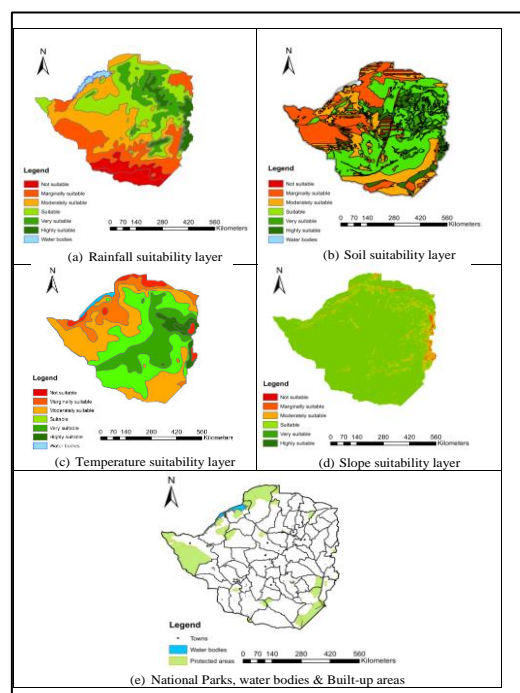 N
Legend
Not suitable
Marginally suitable
Moderately suitable
Suitable
Very suitable
Highly suitable
Water bodies
0 70 140 280 420 560
Kilometers
(a) Rainfall suitability layer
N
Legend
Not suitable
Marginally suitable
Moderately suitable
Suitable
Very suitable
Highly suitable
Water bodies
0 70 140 280 420 560
Kilometers
(b) Soil suitability layer
N
Legend
Not suitable
Marginally suitable
Moderately suitable
Suitable
Very suitable
Highly suitable
Water bodies
0 70 140 280 420 560
Kilometers
(c) Temperature suitability layer
N
Legend
Not suitable
Marginally suitable
Moderately suitable
Suitable
Very suitable
Highly suitable
0 70 140 280 420 560
Kilometers
(d) Slope suitability layer
N
Legend
Towns
Water bodies
Protected areas
0 70 140 280 420 560
Kilometers
(e) National Parks, water bodies & Built-up areas